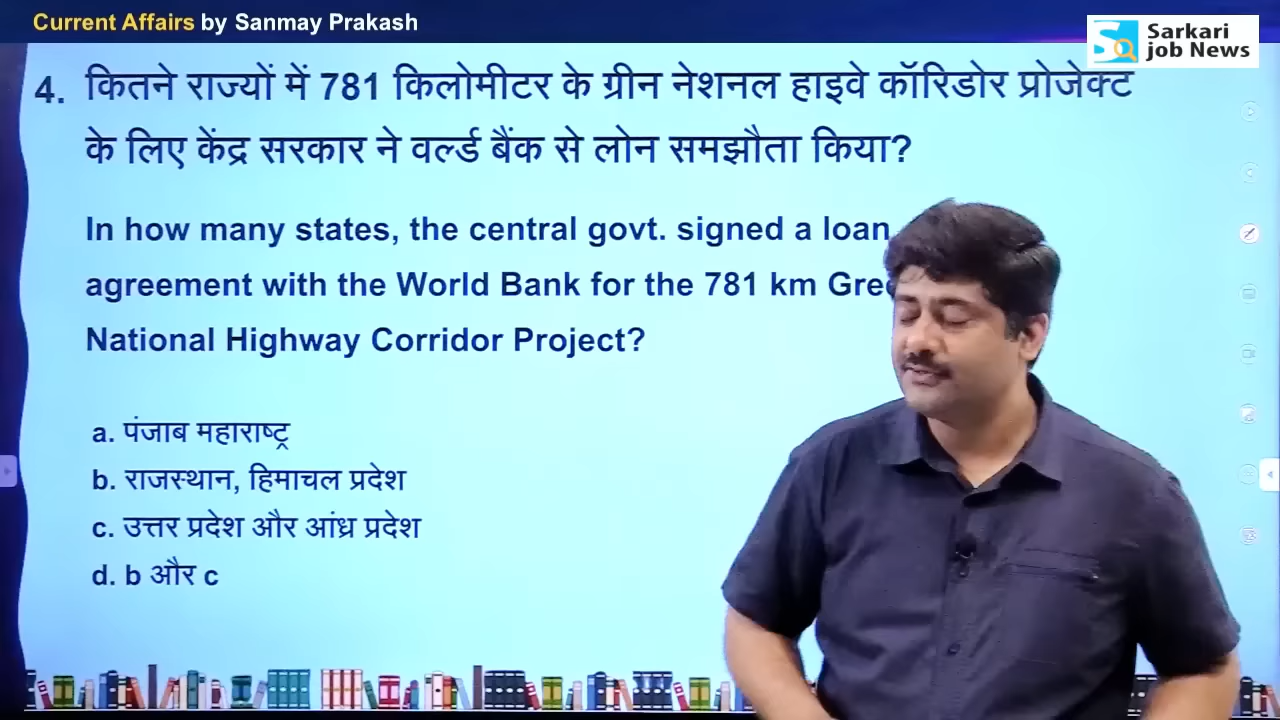 Current Affairs by Sanmay Prakash
Sarkari
job News
4. कितने राज्यों में 781 किलोमीटर के ग्रीन नेशनल हाइवे कॉरिडोर प्रोजेक्ट
के लिए केंद्र सरकार ने वर्ल्ड बैंक से लोन समझौता किया?
In how many states, the central govt. signed a loan
agreement with the World Bank for the 781 km Gree
National Highway Corridor Project?
a. पंजाब महाराष्ट्र
b. राजस्थान, हिमाचल प्रदेश
c. उत्तर प्रदेश और आंध्र प्रदेश
d. b और c